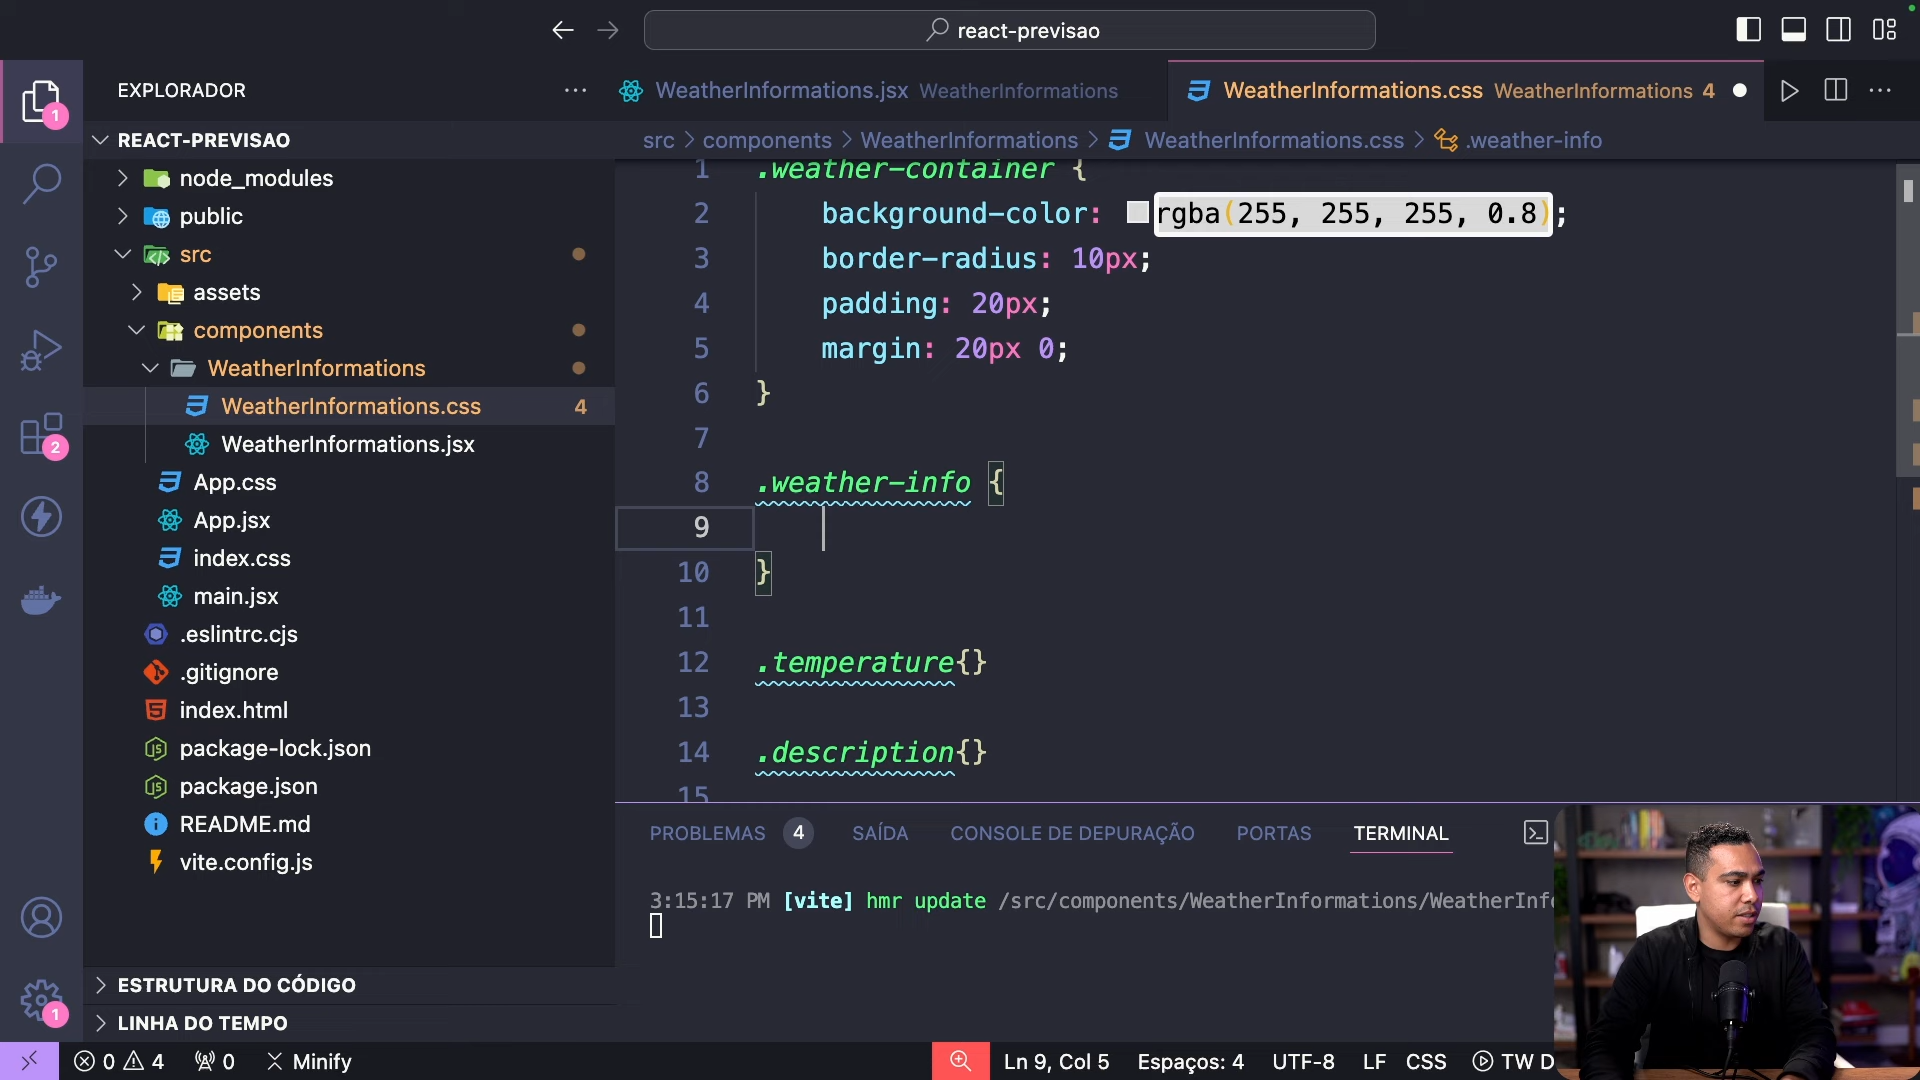 react-previsao
EXPLORADOR
WeatherInformations.jsx WeatherInformations
WeatherInformations.css WeatherInformations 4
REACT-PREVISAO
src > components > WeatherInformations > WeatherInformations.css > .weather-info
node_modules
public
src
assets
components
WeatherInformations
WeatherInformations.css 4
WeatherInformations.jsx
App.css
App.jsx
index.css
main.jsx
.eslintrc.cjs
.gitignore
index.html
package-lock.json
package.json
README.md
vite.config.js
ESTRUTURA DO CÓDIGO
LINHA DO TEMPO
1
2
1
1 .weather-container {
2 background-color: rgba(255, 255, 255, 0.8);
3 border-radius: 10px;
4 padding: 20px;
5 margin: 20px 0;
6 }
7
8 .weather-info {
9
10 }
11
12 .temperature{}
13
14 .description{}
15
PROBLEMAS 4 SAÍDA CONSOLE DE DEPURAÇÃO PORTAS TERMINAL
3:15:17 PM [vite] hmr update /src/components/WeatherInformations/WeatherInfo
0 4 0 Minify
Ln 9, Col 5 Espaços: 4 UTF-8 LF CSS TW D